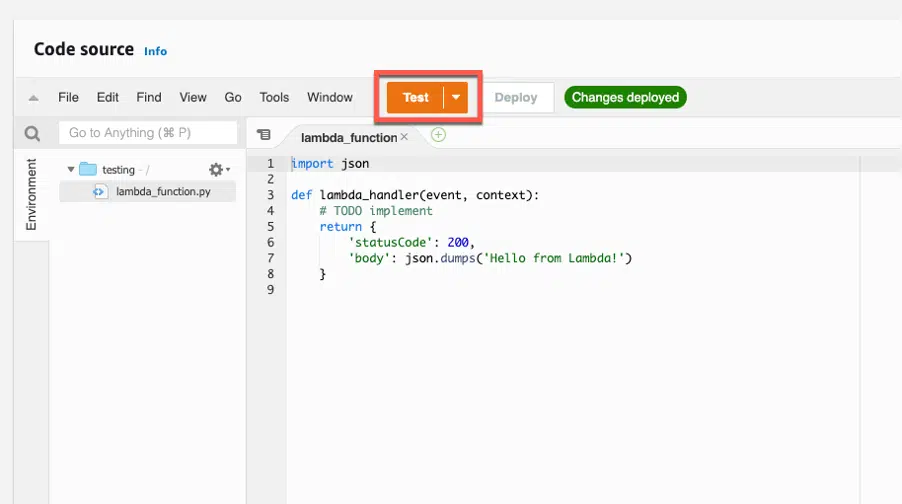 Code source Info
File Edit Find View Go Tools Window Test Deploy Changes deployed
Go to Anything (⌘ P)
lambda_function ×
Environment
testing - /
lambda_function.py
1 import json
2
3 def lambda_handler(event, context):
4     # TODO implement
5     return {
6         'statusCode': 200,
7         'body': json.dumps('Hello from Lambda!')
8     }
9